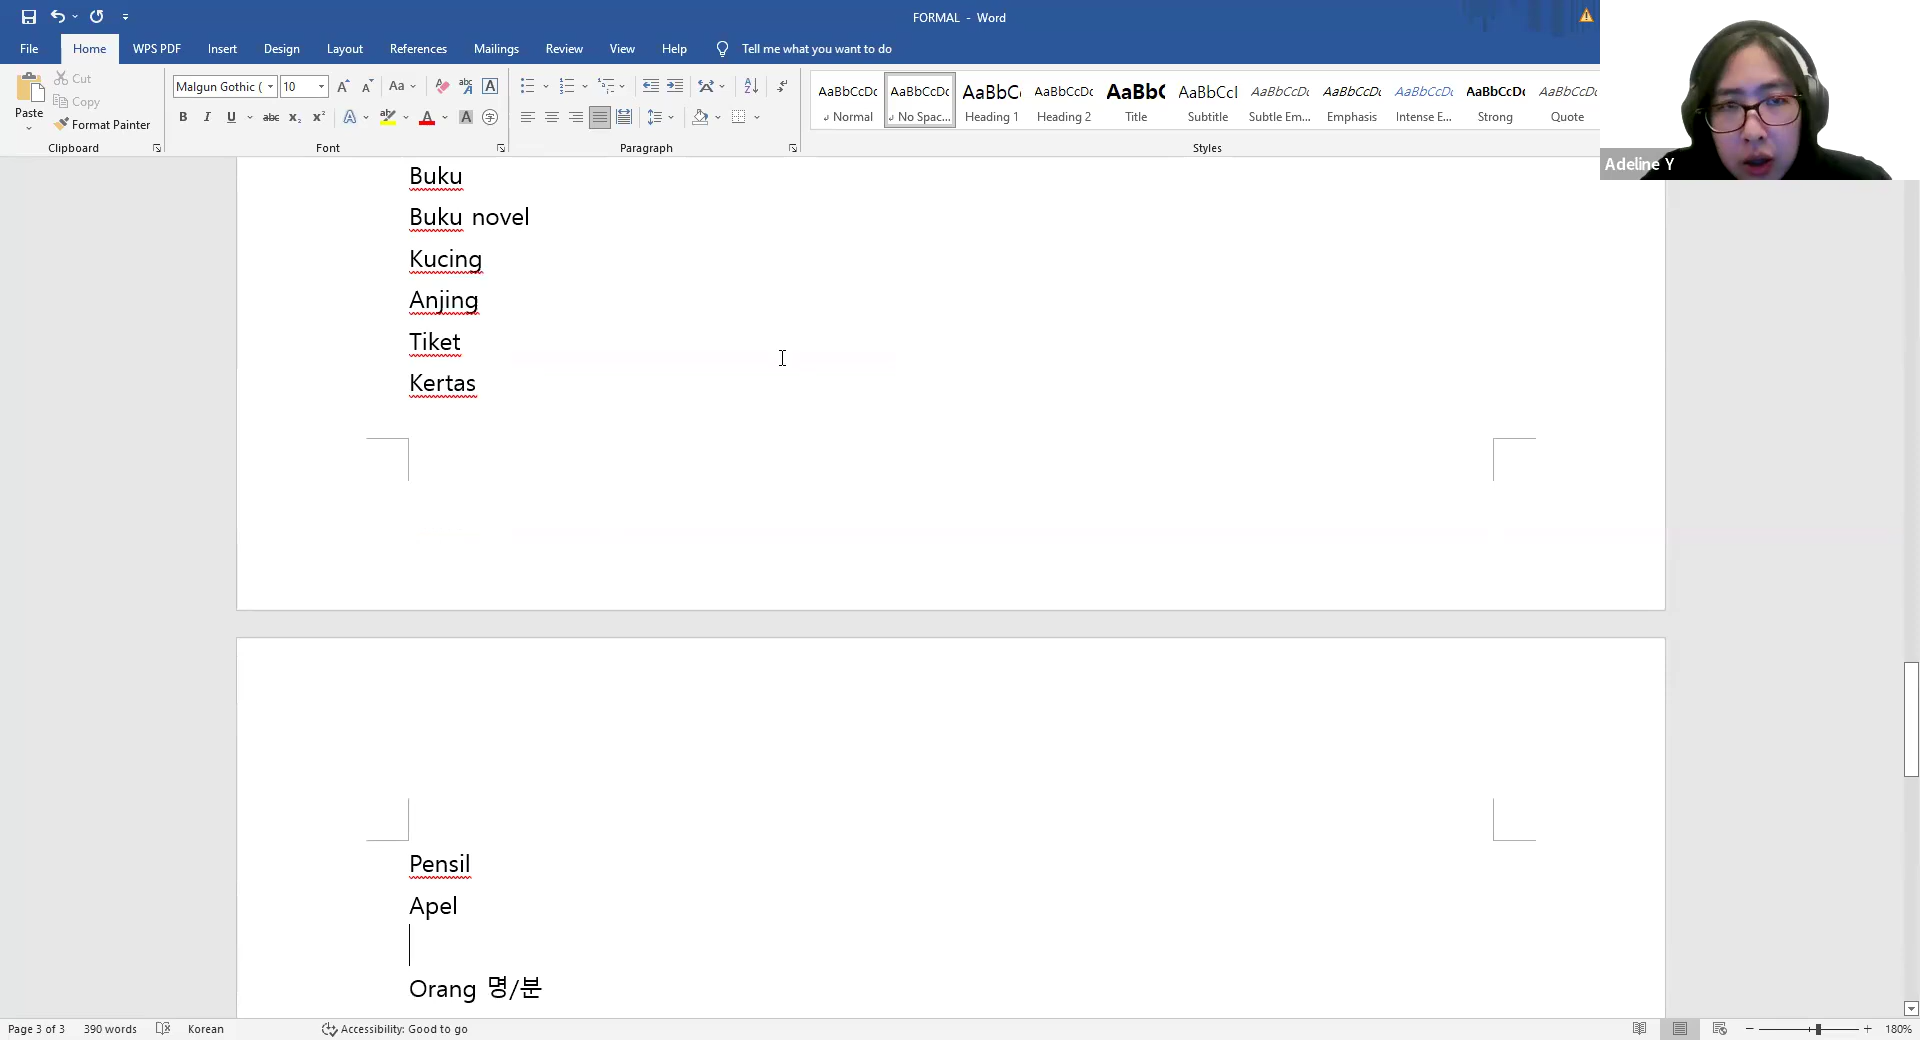 FORMAL - Word
File Home WPS PDF Insert Design Layout References Mailings Review View Help Tell me what you want to do
Paste
Cut
Copy
Format Painter
Clipboard
Malgun Gothic ( 10
Font
Paragraph
AaBbCcDc Normal
AaBbCcDc No Spac...
AaBbC Heading 1
AaBbCcDc Heading 2
AaBbC Title
AaBbCcI Subtitle
AaBbCcDc Subtle Em...
AaBbCcDc Emphasis
AaBbCcDc Intense E...
AaBbCcDc Strong
AaBbCcDc Quote
Styles
Adeline Y
Buku
Buku novel
Kucing
Anjing
Tiket
Kertas
Pensil
Apel
Orang 명/분
Page 3 of 3 390 words Korean Accessibility: Good to go 180%